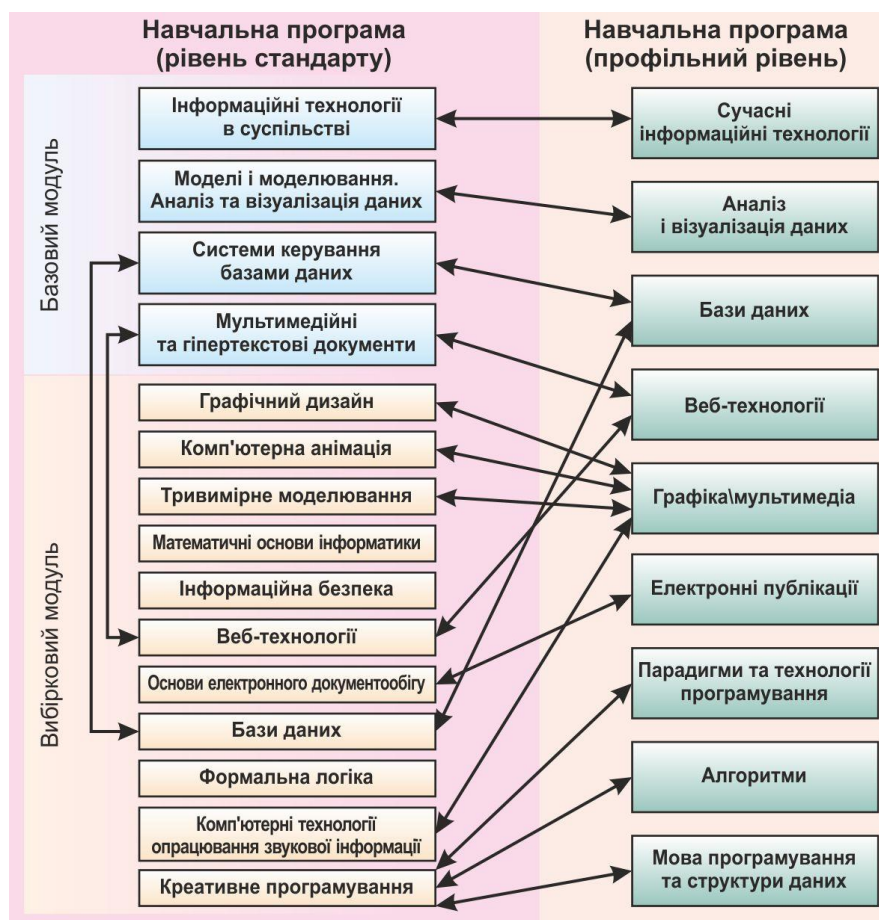 Навчальна програма
(рівень стандарту)
Навчальна програма
(профільний рівень)
Базовий модуль
Інформаційні технології
в суспільстві
Моделі і моделювання.
Аналіз та візуалізація даних
Системи керування
базами даних
Мультимедійні
та гіпертекстові документи
Вибірковий модуль
Графічний дизайн
Комп'ютерна анімація
Тривимірне моделювання
Математичні основи інформатики
Інформаційна безпека
Веб-технології
Основи електронного документообігу
Бази даних
Формальна логіка
Комп'ютерні технології
опрацювання звукової інформації
Креативне програмування
Сучасні
інформаційні технології
Аналіз
і візуалізація даних
Бази даних
Веб-технології
Графіка\мультимедіа
Електронні публікації
Парадигми та технології
програмування
Алгоритми
Мова програмування
та структури даних